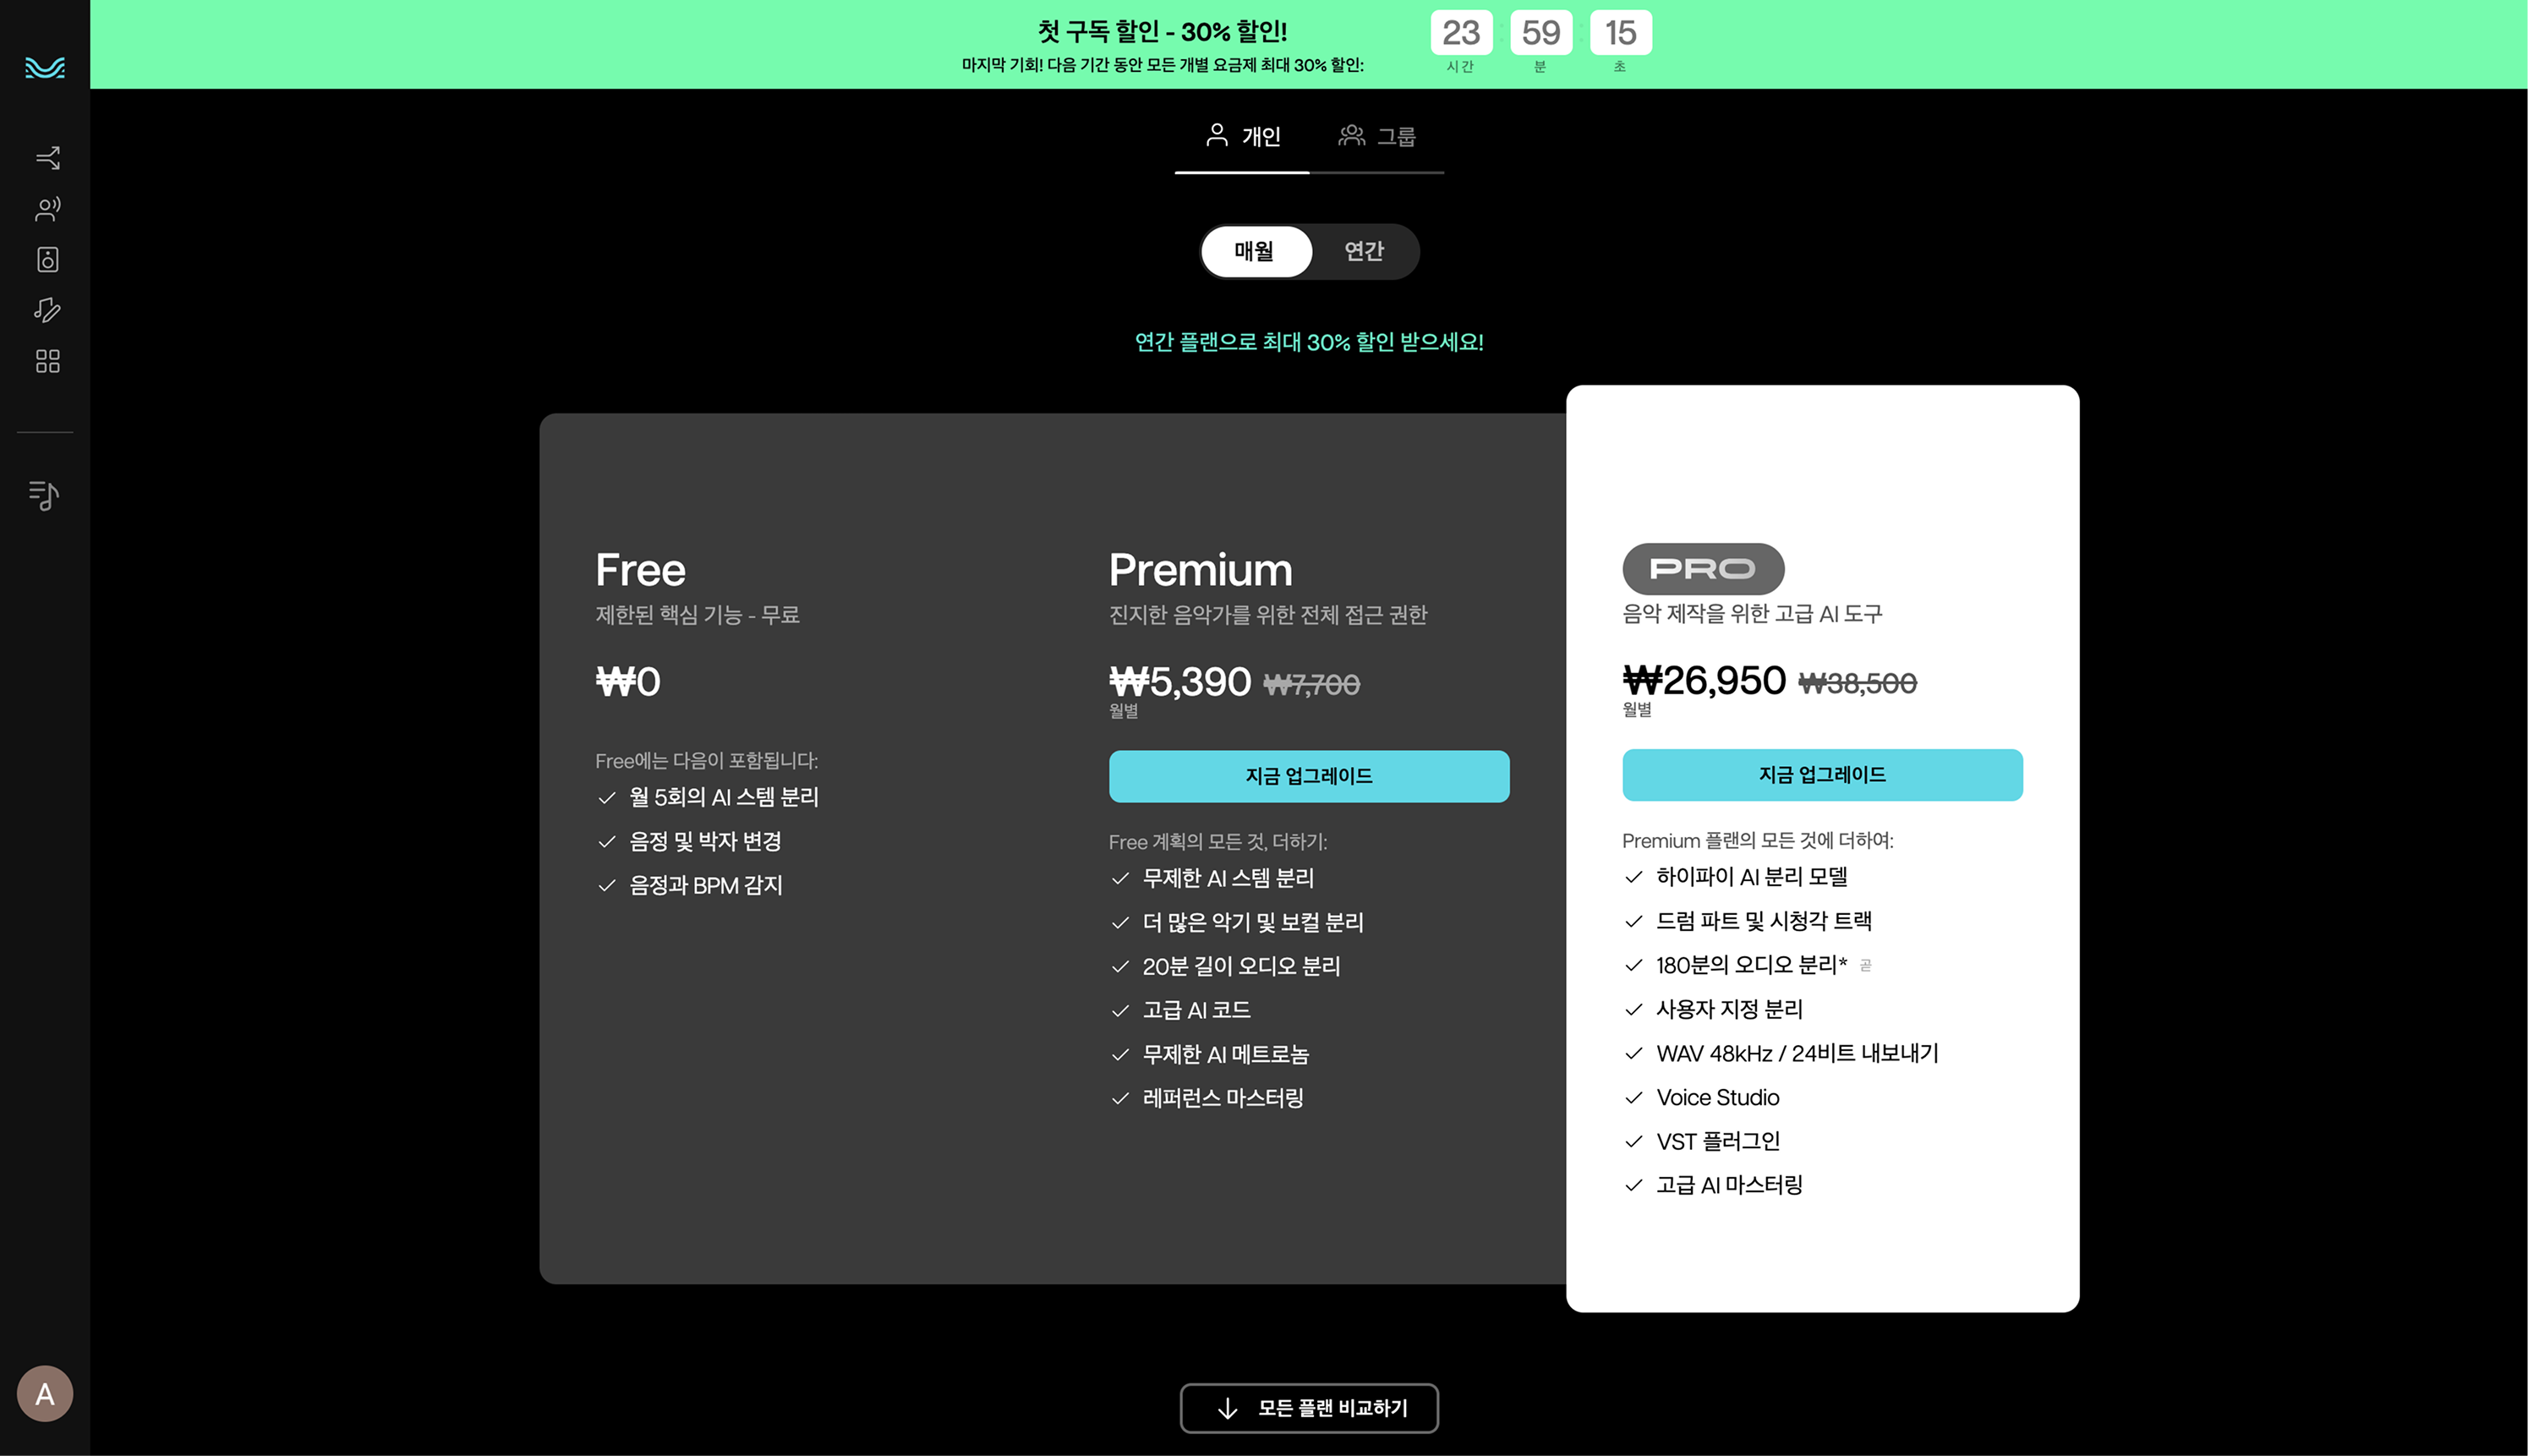 첫 구독 할인 - 30% 할인!
마지막 기회! 다음 기간 동안 모든 개별 요금제 최대 30% 할인:
23 : 59 : 15
시간 분 초
개인
그룹
매월
연간
연간 플랜으로 최대 30% 할인 받으세요!
Free
제한된 핵심 기능 - 무료
₩0
Free에는 다음이 포함됩니다:
월 5회의 AI 스템 분리
음정 및 박자 변경
음정과 BPM 감지
Premium
진지한 음악가를 위한 전체 접근 권한
₩5,390 ₩7,700
월별
지금 업그레이드
Free 계획의 모든 것, 더하기:
무제한 AI 스템 분리
더 많은 악기 및 보컬 분리
20분 길이 오디오 분리
고급 AI 코드
무제한 AI 메트로놈
레퍼런스 마스터링
PRO
음악 제작을 위한 고급 AI 도구
₩26,950 ₩38,500
월별
지금 업그레이드
Premium 플랜의 모든 것에 더하여:
하이파이 AI 분리 모델
드럼 파트 및 시청각 트랙
180분의 오디오 분리* 곧
사용자 지정 분리
WAV 48kHz / 24비트 내보내기
Voice Studio
VST 플러그인
고급 AI 마스터링
A
모든 플랜 비교하기